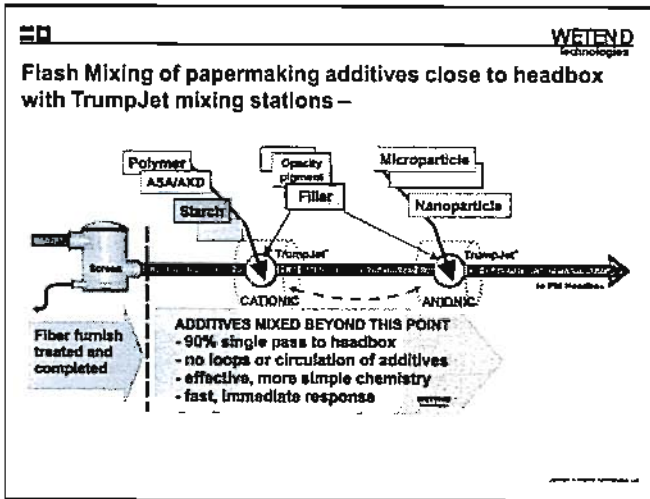 WETEND
Technologies
Flash Mixing of papermaking additives close to headbox
with TrumpJet mixing stations –
Polymer
ASA/AKD
Starch
Opacity
pigment
Filler
Microparticle
Nanoparticle
Screen
TrumpJet
TrumpJet
CATIONIC
ANIONIC
to PM Headbox
Fiber furnish
treated and
completed
ADDITIVES MIXED BEYOND THIS POINT
- 90% single pass to headbox
- no loops or circulation of additives
- effective, more simple chemistry
- fast, immediate response